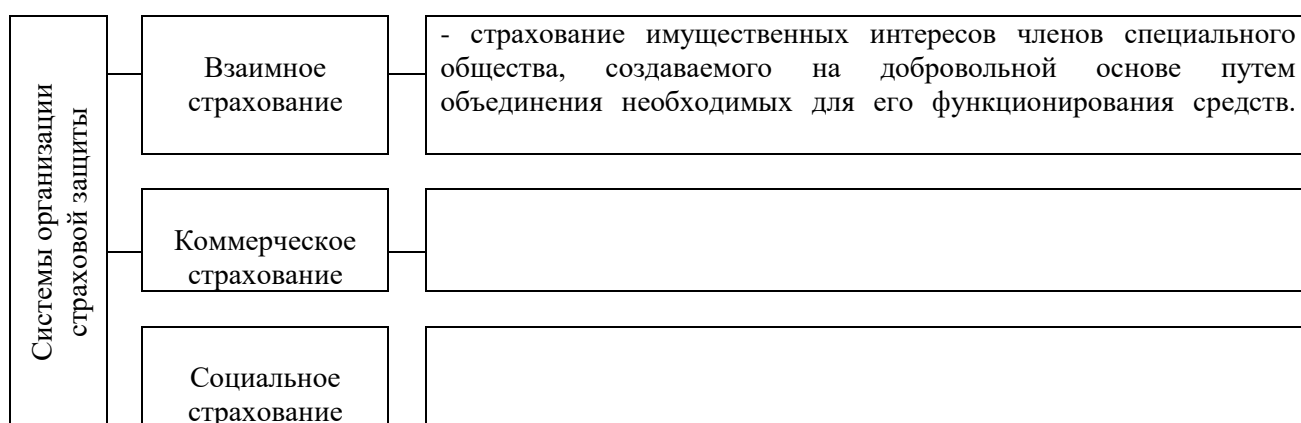 Системы организации
страховой защиты
Взаимное
страхование
- страхование имущественных интересов членов специального
общества, создаваемого на добровольной основе путем
объединения необходимых для его функционирования средств.
Коммерческое
страхование
Социальное
страхование